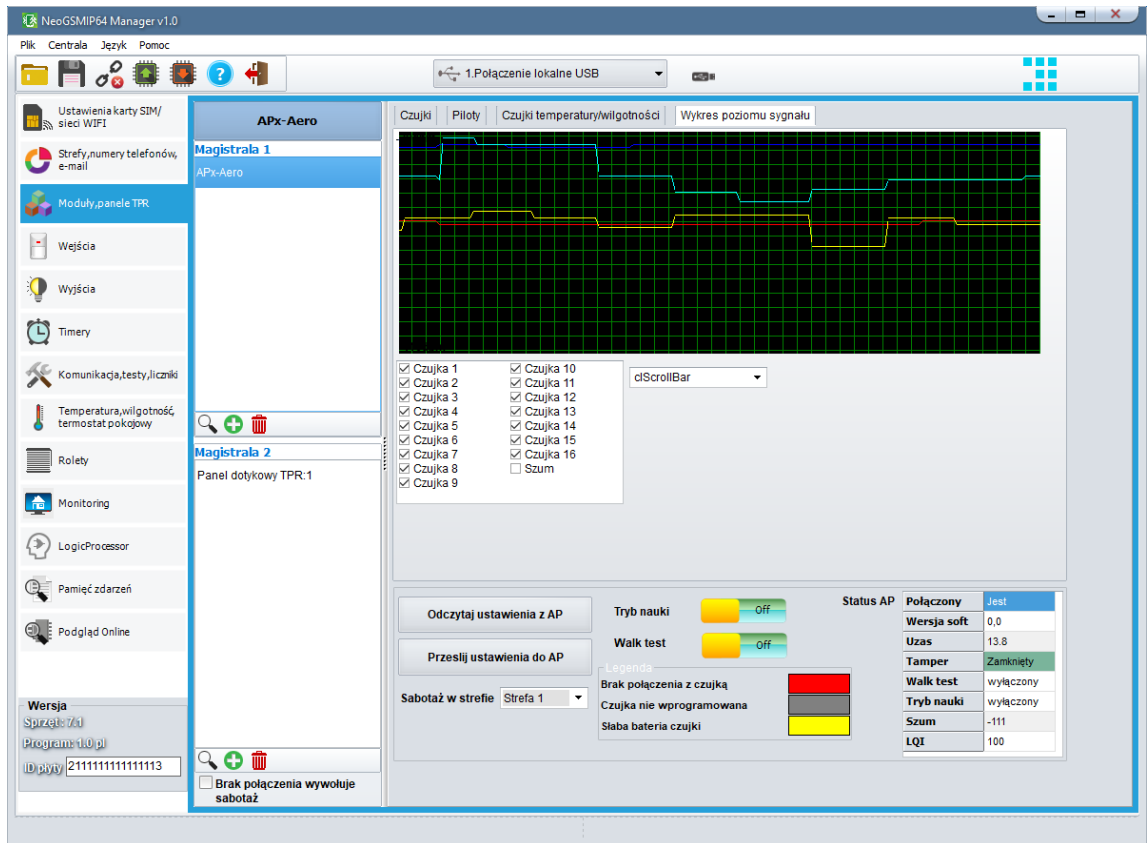 NeoGSMIP64 Manager v1.0
Plik Centrala Język Pomoc
1.Połączenie lokalne USB
Ustawienia karty SIM/
sieci WIFI
Strefy,numery telefonów,
e-mail
Moduły,panele TPR
Wejścia
Wyjścia
Timery
Komunikacja,testy,liczniki
Temperatura,wilgotność,
termostat pokojowy
Rolety
Monitoring
LogicProcessor
Pamięć zdarzeń
Podgląd Online
Wersja
Sprzęt: 7.1
Program: 1.0 pl
ID płyty 2111111111111113
APx-Aero
Magistrala 1
APx-Aero
Magistrala 2
Panel dotykowy TPR:1
Brak połączenia wywołuje
sabotaż
Czujki Piloty Czujki temperatury/wilgotności Wykres poziomu sygnału
Czujka 1 Czujka 10
Czujka 2 Czujka 11
Czujka 3 Czujka 12
Czujka 4 Czujka 13
Czujka 5 Czujka 14
Czujka 6 Czujka 15
Czujka 7 Czujka 16
Czujka 8 Szum
Czujka 9
clScrollBar
Odczytaj ustawienia z AP
Prześlij ustawienia do AP
Sabotaż w strefie Strefa 1
Tryb nauki Off
Walk test Off
Legenda
Brak połączenia z czujką
Czujka nie wprogramowana
Słaba bateria czujki
Status AP
Połączony Jest
Wersja soft 0,0
Uzas 13.8
Tamper Zamknięty
Walk test wyłączony
Tryb nauki wyłączony
Szum -111
LQI 100